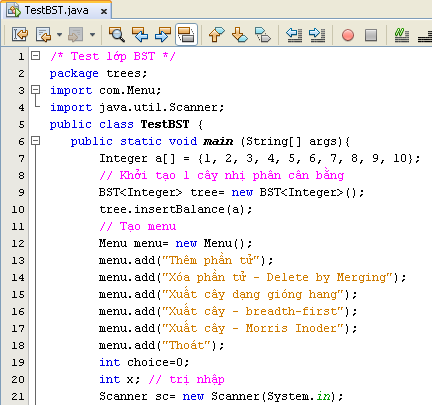 TestBST.java
1 /* Test lớp BST */
2 package trees;
3 import com.Menu;
4 import java.util.Scanner;
5 public class TestBST {
6 public static void main (String[] args){
7 Integer a[] = {1, 2, 3, 4, 5, 6, 7, 8, 9, 10};
8 // Khởi tạo 1 cây nhị phân cân bằng
9 BST<Integer> tree= new BST<Integer>();
10 tree.insertBalance(a);
11 // Tạo menu
12 Menu menu= new Menu();
13 menu.add("Thêm phần tử");
14 menu.add("Xóa phần tử - Delete by Merging");
15 menu.add("Xuất cây dạng gióng hang");
16 menu.add("Xuất cây - breadth-first");
17 menu.add("Xuất cây - Morris Inoder");
18 menu.add("Thoát");
19 int choice=0;
20 int x; // trị nhập
21 Scanner sc= new Scanner(System.in);